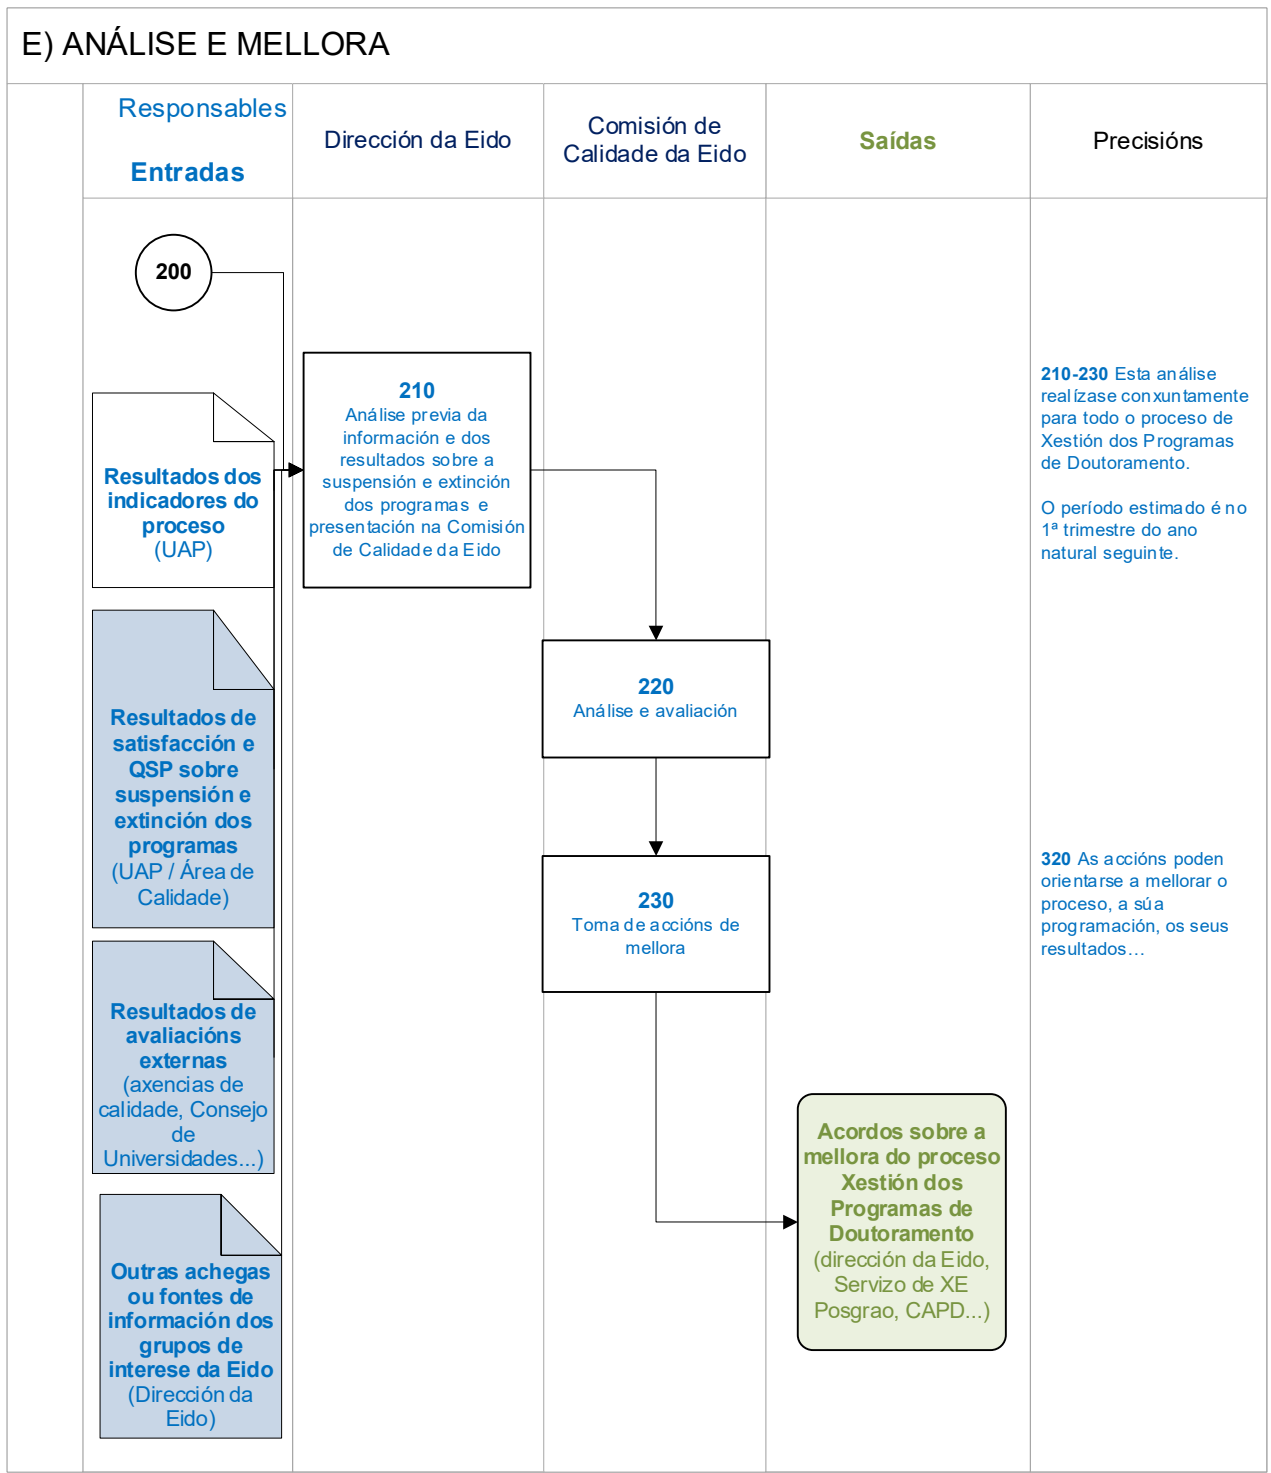 E) ANÁLISE E MELLORA
Responsables
Entradas
Dirección da Eido
Comisión de
Calidade da Eido
Saídas
Precisións
200
210
Análise previa da
información e dos
resultados sobre a
suspensión e extinción
dos programas e
presentación na Comisión
de Calidade da Eido
210-230 Esta análise
realízase conxuntamente
para todo o proceso de
Xestión dos Programas
de Doutoramento.
O período estimado é no
1ª trimestre do ano
natural seguinte.
Resultados dos
indicadores do
proceso
(UAP)
220
Análise e avaliación
Resultados de
satisfacción e
QSP sobre
suspensión e
extinción dos
programas
(UAP / Área de
Calidade)
230
Toma de accións de
mellora
320 As accións poden
orientarse a mellorar o
proceso, a súa
programación, os seus
resultados…
Resultados de
avaliacións
externas
(axencias de
calidade, Consejo
de
Universidades...)
Acordos sobre a
mellora do proceso
Xestión dos
Programas de
Doutoramento
(dirección da Eido,
Servizo de XE
Posgrao, CAPD...)
Outras achegas
ou fontes de
información dos
grupos de
interese da Eido
(Dirección da
Eido)